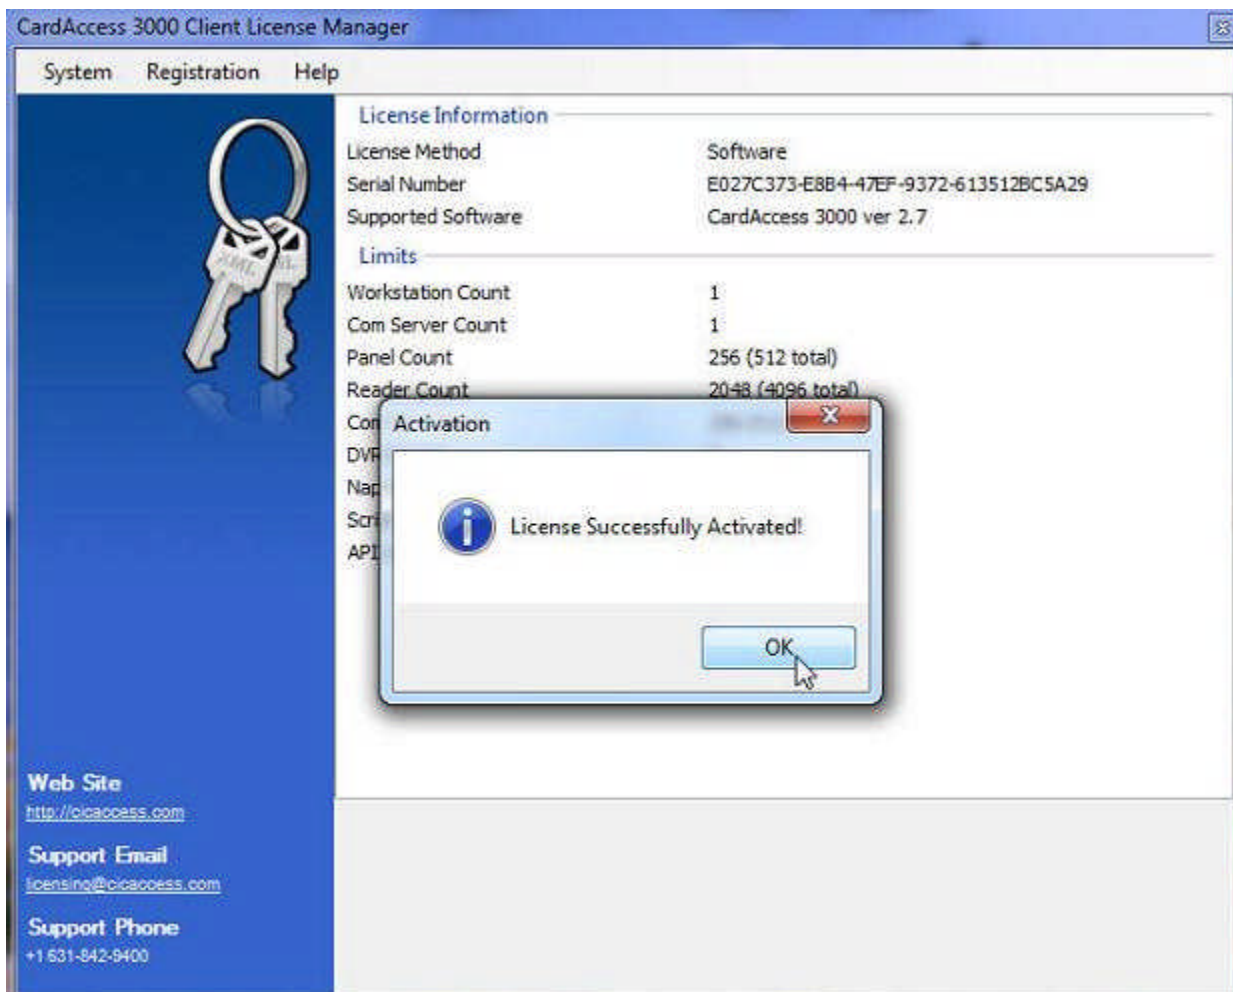 CardAccess 3000 Client License Manager
System Registration Help
License Information
License Method Software
Serial Number E027C373-E8B4-47EF-9372-613512BC5A29
Supported Software CardAccess 3000 ver 2.7
Limits
Workstation Count 1
Com Server Count 1
Panel Count 256 (512 total)
Reader Count 2048 (4096 total)
Activation
License Successfully Activated!
OK
Web Site
http://cicaccess.com
Support Email
licensing@cicaccess.com
Support Phone
+1 631-842-9400